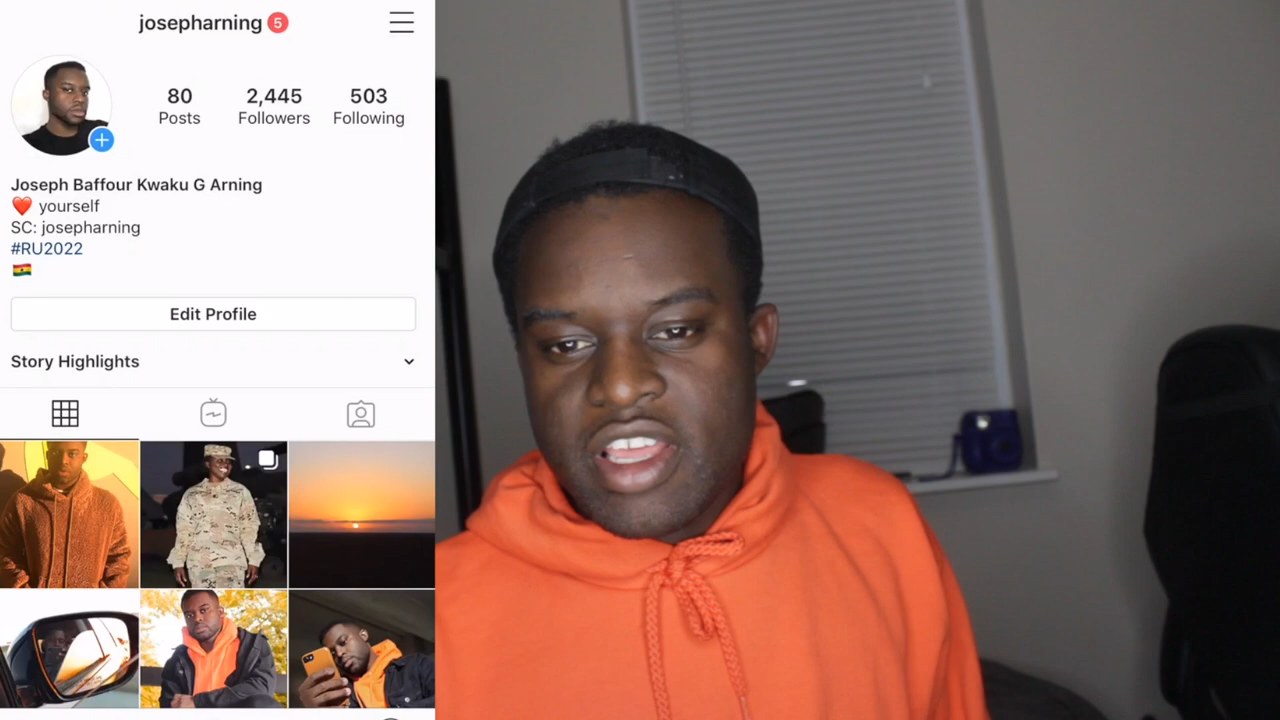 josepharning 5
80 2,445 503
Posts Followers Following
Joseph Baffour Kwaku G Arning
❤️ yourself
SC: josepharning
#RU2022
🇬🇭
Edit Profile
Story Highlights